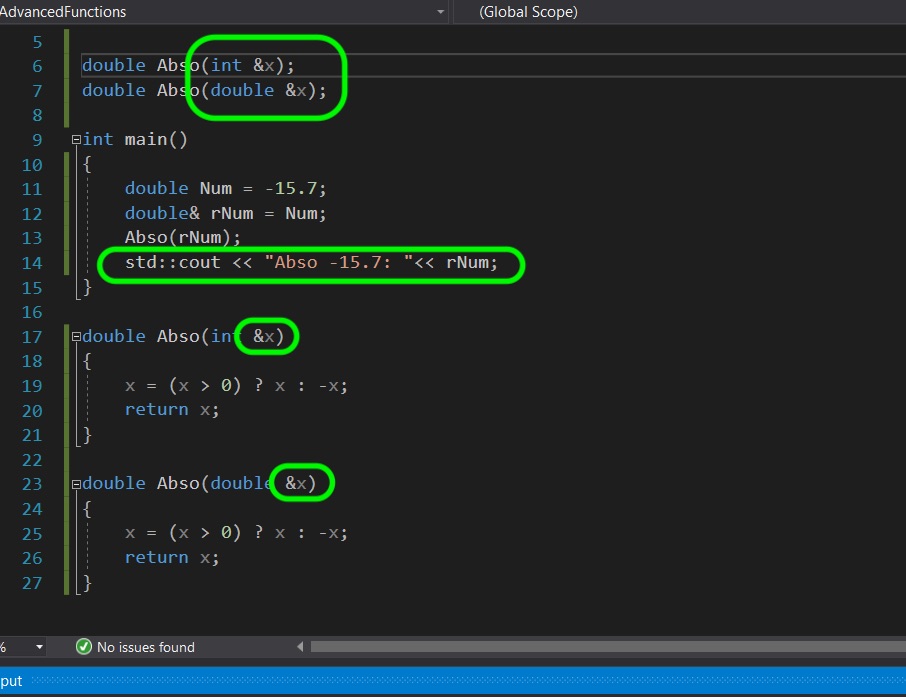 AdvancedFunctions (Global Scope)
5
6 double Abso(int &x);
7 double Abso(double &x);
8
9 int main()
10 {
11 double Num = -15.7;
12 double& rNum = Num;
13 Abso(rNum);
14 std::cout << "Abso -15.7: "<< rNum;
15 }
16
17 double Abso(int &x)
18 {
19 x = (x > 0) ? x : -x;
20 return x;
21 }
22
23 double Abso(double &x)
24 {
25 x = (x > 0) ? x : -x;
26 return x;
27 }
% No issues found
put